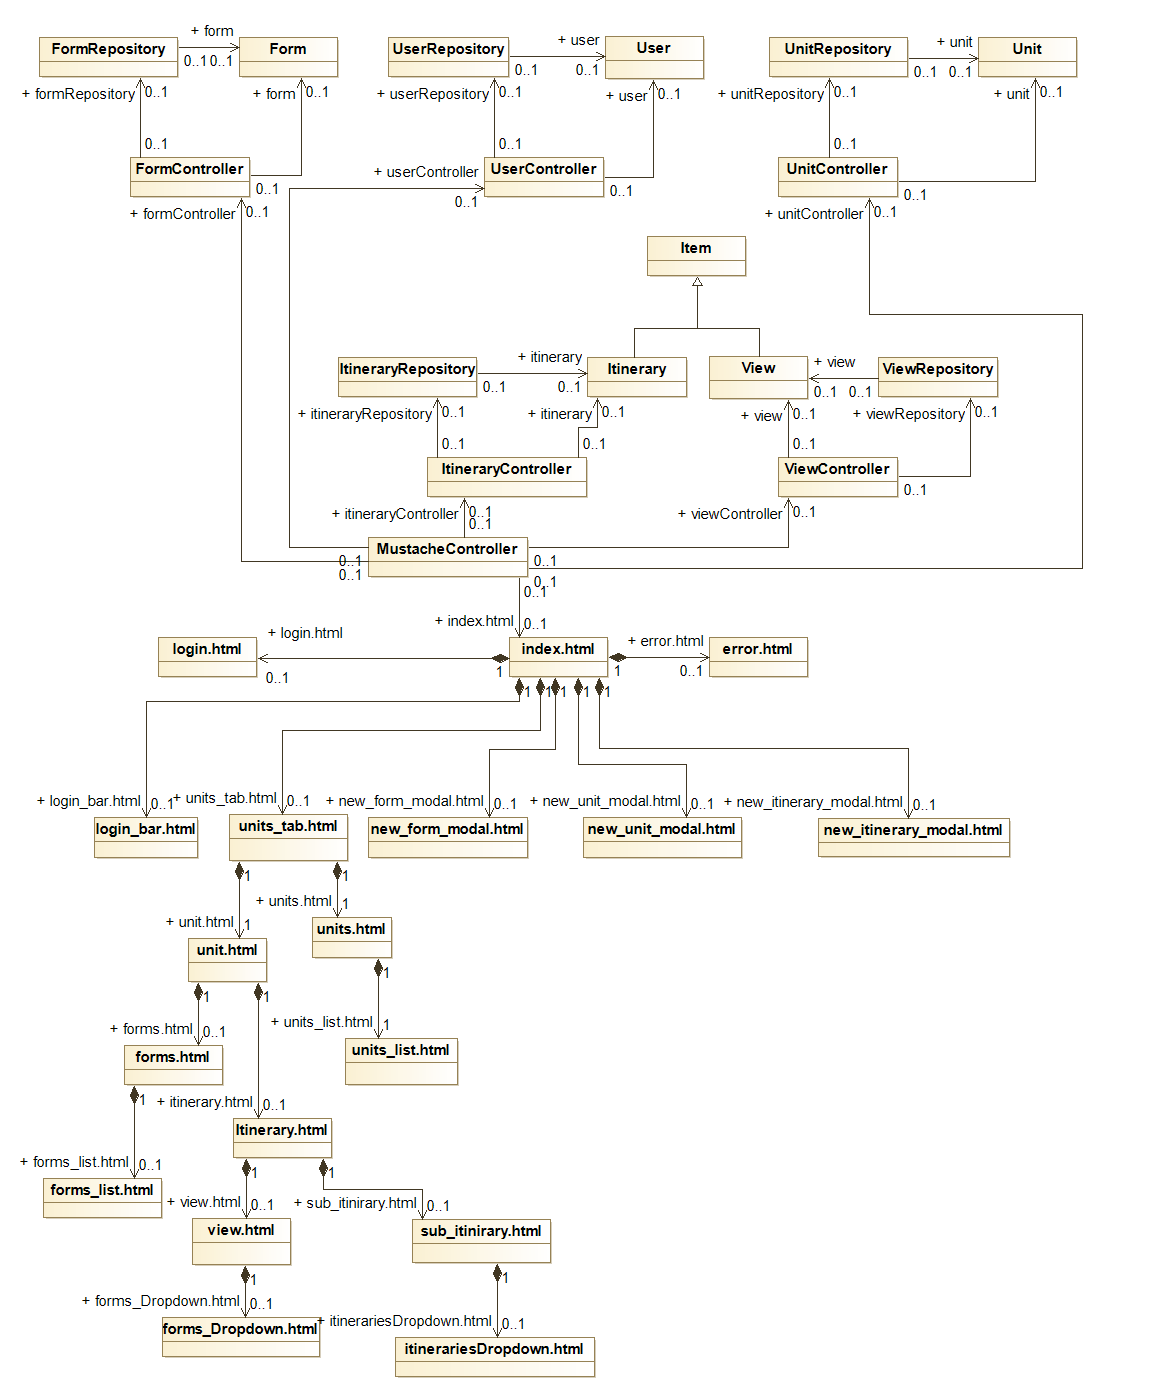 + form
FormRepository
Form
0..1 0..1
+ formRepository
0..1
+ form
0..1
0..1
FormController
0..1
+ formController
0..1
+ user
UserRepository
User
0..1
0..1
+ userRepository
0..1
+ user
0..1
0..1
+ userController
UserController
0..1
0..1
+ unit
UnitRepository
Unit
0..1
0..1
+ unitRepository
0..1
+ unit
0..1
0..1
UnitController
0..1
+ unitController
0..1
Item
+ itinerary
ItineraryRepository
Itinerary
0..1
0..1
+ itineraryRepository
0..1
+ itinerary
0..1
0..1
0..1
ItineraryController
+ view
View
ViewRepository
0..1
0..1
+ view
0..1
+ viewRepository
0..1
0..1
ViewController
0..1
+ itineraryController
0..1
0..1
+ viewController
0..1
MustacheController
0..1
0..1
0..1
0..1
0..1
+ index.html
0..1
+ login.html
login.html
0..1
1
index.html
1
+ error.html
error.html
0..1
1
1
1
1
1
+ login_bar.html
0..1
+ units_tab.html
0..1
+ new_form_modal.html
0..1
+ new_unit_modal.html
0..1
+ new_itinerary_modal.html
0..1
login_bar.html
units_tab.html
new_form_modal.html
new_unit_modal.html
new_itinerary_modal.html
1
1
+ units.html
1
+ unit.html
1
units.html
unit.html
1
1
1
+ units_list.html
1
+ forms.html
0..1
units_list.html
forms.html
1
+ itinerary.html
0..1
Itinerary.html
+ forms_list.html
0..1
1
1
forms_list.html
+ view.html
0..1
+ sub_itinirary.html
0..1
view.html
sub_itinirary.html
1
1
+ forms_Dropdown.html
0..1
+ itinerariesDropdown.html
0..1
forms_Dropdown.html
itinerariesDropdown.html